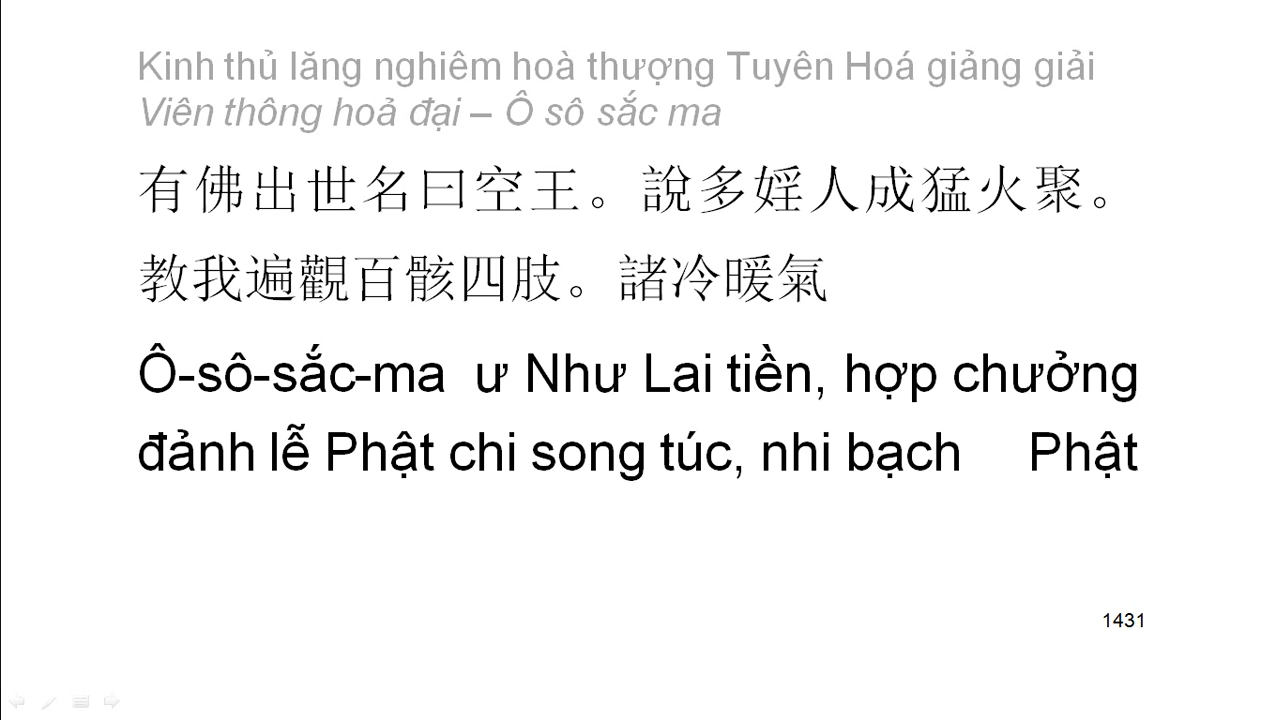 Kinh thủ lăng nghiêm hoà thượng Tuyên Hoá giảng giải
Viên thông hoả đại – Ô sô sắc ma
有佛出世名曰空王。說多婬人成猛火聚。
教我遍觀百骸四肢。諸冷暖氣
Ô-sô-sắc-ma ư Như Lai tiền, hợp chưởng
đảnh lễ Phật chi song túc, nhi bạch Phật
1431